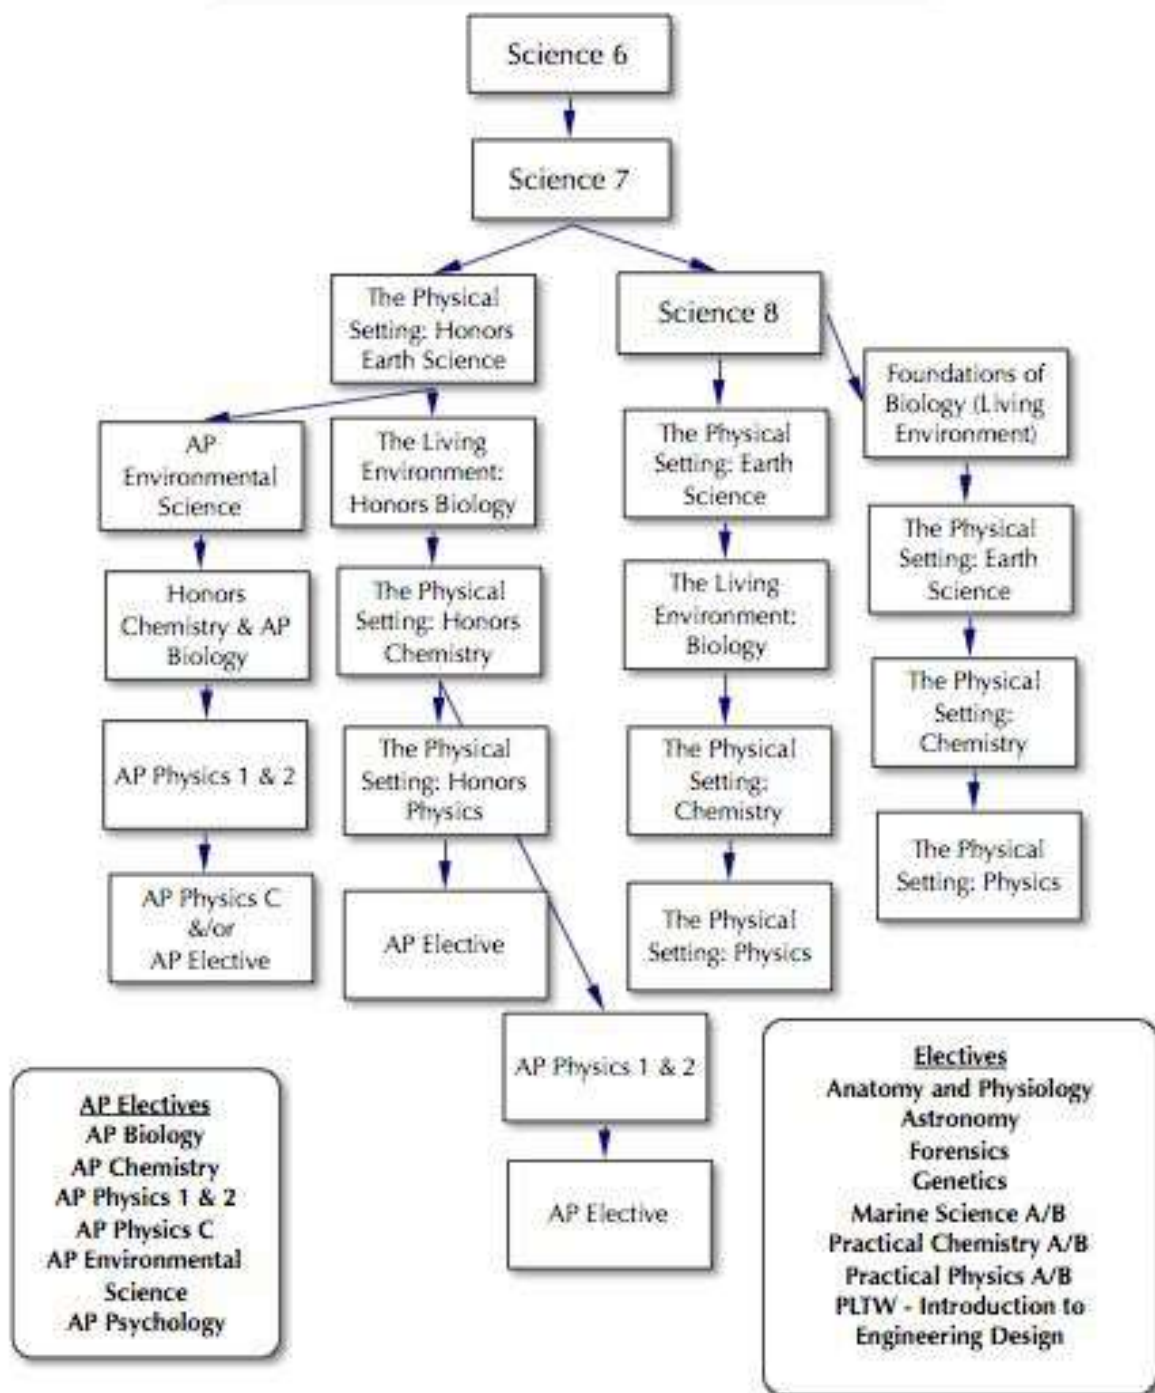 Science 6
Science 7
The Physical
Setting: Honors
Earth Science
Science 8
Foundations of
Biology (Living
Environment)
AP
Environmental
Science
The Living
Environment:
Honors Biology
The Physical
Setting: Earth
Science
The Physical
Setting: Earth
Science
Honors
Chemistry & AP
Biology
The Physical
Setting: Honors
Chemistry
The Living
Environment:
Biology
The Physical
Setting:
Chemistry
AP Physics 1 & 2
The Physical
Setting: Honors
Physics
The Physical
Setting:
Chemistry
The Physical
Setting: Physics
AP Physics C
&/or
AP Elective
AP Elective
The Physical
Setting: Physics
AP Physics 1 & 2
AP Elective
AP Electives
AP Biology
AP Chemistry
AP Physics 1 & 2
AP Physics C
AP Environmental
Science
AP Psychology
Electives
Anatomy and Physiology
Astronomy
Forensics
Genetics
Marine Science A/B
Practical Chemistry A/B
Practical Physics A/B
PLTW - Introduction to
Engineering Design